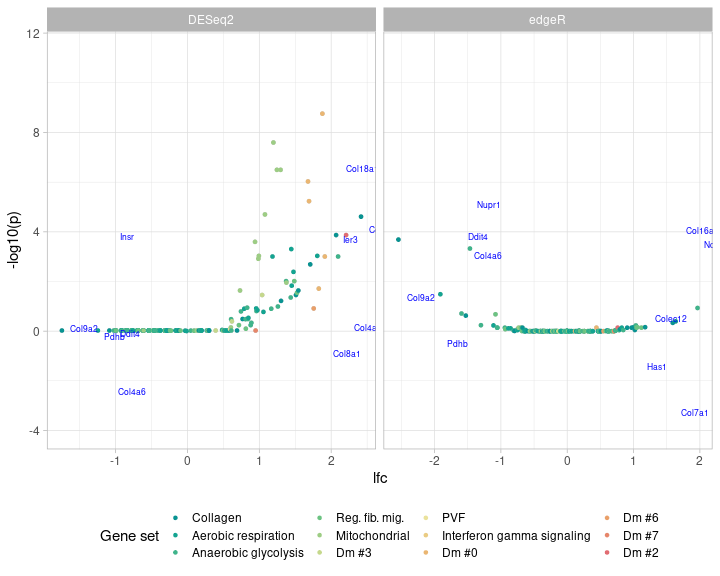 DESeq2 edgeR
12
8
4
0
-4
-log10(p)
Col18a
Insr
Ier3
Col9a2
Pdhb
Ddit4
Col4a
Col8a1
Col4a6
Nupr1
Ddit4
Col4a6
Col16a
Col9a2
Colec12
Pdhb
Has1
Col7a1
-1 0 1 2 -2 -1 0 1 2
lfc
Gene set
Collagen Reg. fib. mig. PVF Dm #6
Aerobic respiration Mitochondrial Interferon gamma signaling Dm #7
Anaerobic glycolysis Dm #3 Dm #0 Dm #2